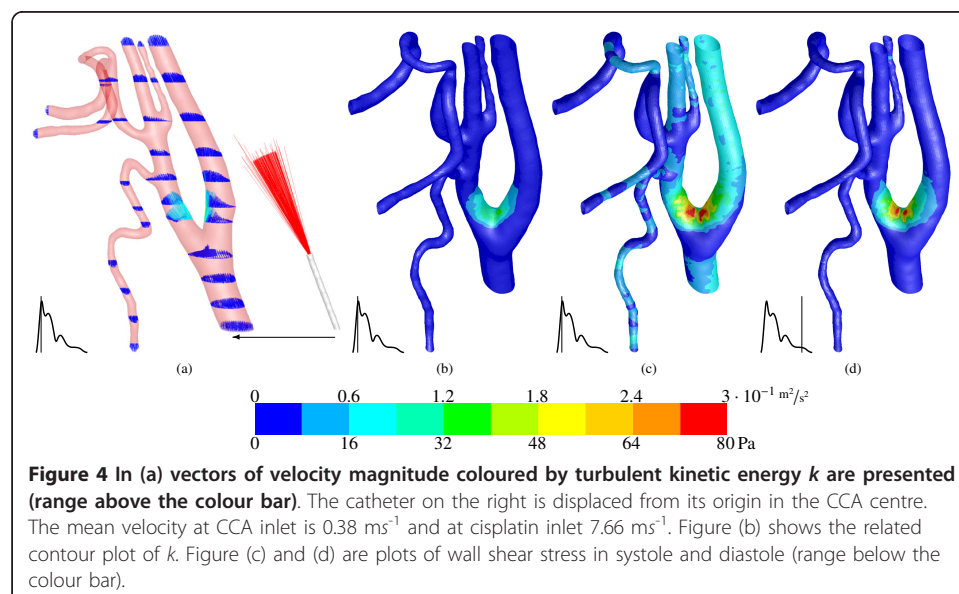 (a)
(b)
(c)
(d)
0 0.6 1.2 1.8 2.4 3 · 10⁻¹ m²/s²
0 16 32 48 64 80 Pa
Figure 4 In (a) vectors of velocity magnitude coloured by turbulent kinetic energy k are presented
(range above the colour bar). The catheter on the right is displaced from its origin in the CCA centre.
The mean velocity at CCA inlet is 0.38 ms⁻¹ and at cisplatin inlet 7.66 ms⁻¹. Figure (b) shows the related
contour plot of k. Figure (c) and (d) are plots of wall shear stress in systole and diastole (range below the
colour bar).